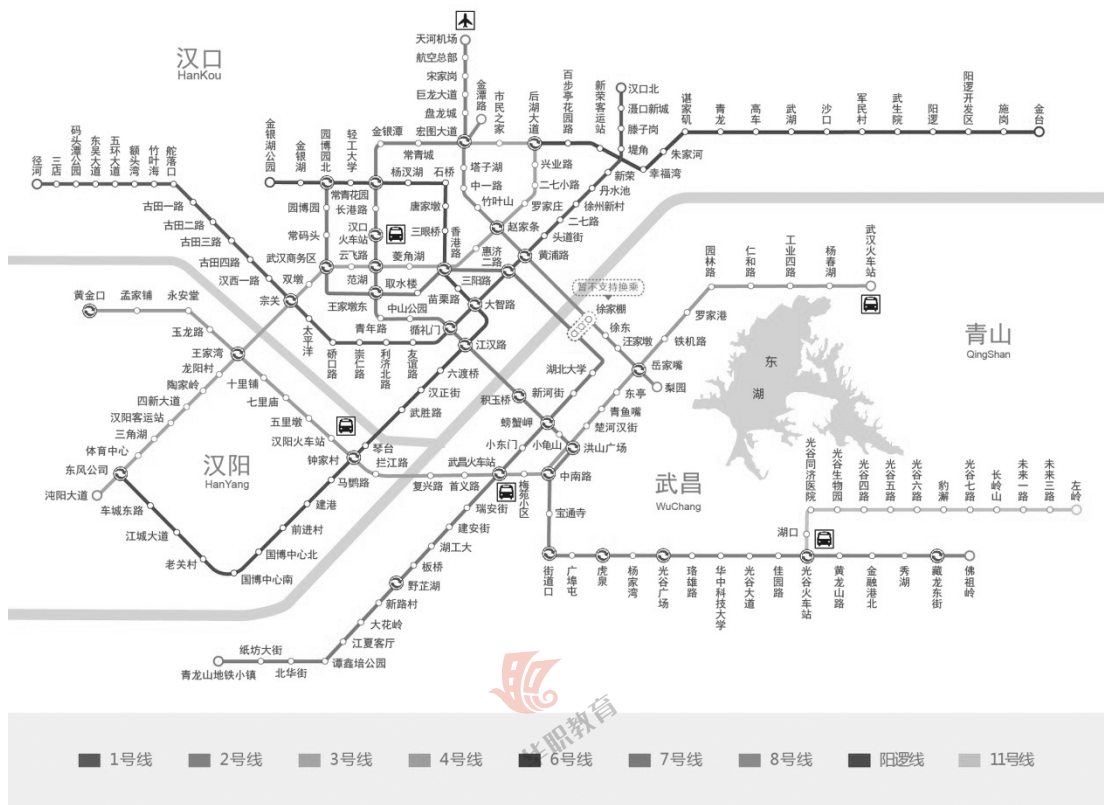 汉口
HanKou
天河机场
航空总部
宋家岗
巨龙大道
盘龙城
宏图大道
金潭路
市民之家
后湖大道
百步亭花园路
新荣客运站
汉口北
滠口新城
滕子岗
堤角
新荣
丹水池
徐州新村
二七路
头道街
黄浦路
谌家矶
青龙
高车
武湖
沙口
军民村
武生院
阳逻
阳逻开发区
施岗
金台
朱家河
幸福湾
径河
三店
码头潭公园
东吴大道
五环大道
额头湾
竹叶海
舵落口
古田一路
古田二路
古田三路
古田四路
汉西一路
宗关
双墩
武汉商务区
太平洋
硚口路
崇仁路
利济北路
友谊路
循礼门
大智路
三阳路
金银湖公园
金银湖
园博园北
轻工大学
金银潭
常青城
常青花园
杨汊湖
石桥
唐家墩
三眼桥
香港路
苗栗路
园博园
常码头
长港路
汉口
火车站
云飞路
范湖
菱角湖
取水楼
王家墩东
中山公园
青年路
塔子湖
中一路
竹叶山
赵家条
惠济
二路
兴业路
二七小路
罗家庄
江汉路
六渡桥
汉正街
武胜路
琴台
钟家村
拦江路
马鹦路
建港
前进村
国博中心北
国博中心南
老关村
江城大道
车城东路
东风公司
体育中心
沌阳大道
三角湖
汉阳客运站
四新大道
陶家岭
龙阳村
王家湾
黄金口
孟家铺
永安堂
玉龙路
十里铺
七里庙
五里墩
汉阳火车站
汉阳
HanYang
复兴路
首义路
武昌火车站
梅苑小区
中南路
洪山广场
小龟山
螃蟹岬
积玉桥
小东门
新河街
湖北大学
暂不支持换乘
徐家棚
徐东
汪家墩
岳家嘴
梨园
铁机路
罗家港
园林路
仁和路
工业四路
杨春湖
武汉火车站
东亭
青鱼嘴
楚河汉街
东
湖
青山
QingShan
武昌
WuChang
宝通寺
街道口
广埠屯
虎泉
杨家湾
光谷广场
珞雄路
华中科技大学
光谷大道
佳园路
光谷火车站
黄龙山路
金融港北
秀湖
藏龙东街
佛祖岭
湖口
光谷同济医院
光谷生物园
光谷四路
光谷五路
光谷六路
豹澥
光谷七路
长岭山
未来一路
未来三路
左岭
瑞安街
建安街
湖工大
板桥
野芷湖
新路村
大花岭
江夏客厅
谭鑫培公园
北华街
纸坊大街
青龙山地铁小镇
华职教育
1号线
2号线
3号线
4号线
6号线
7号线
8号线
阳逻线
11号线